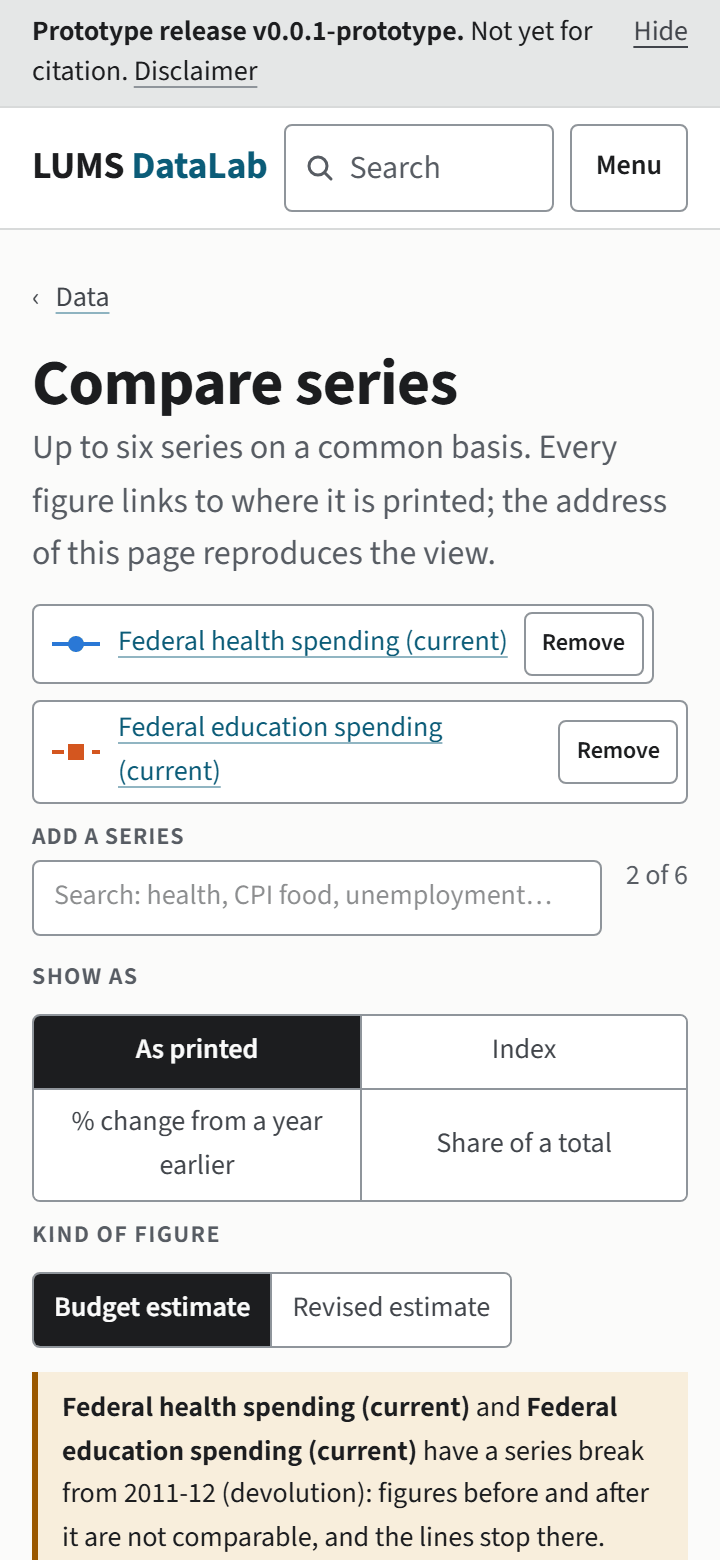 Prototype release v0.0.1-prototype. Not yet for
citation. Disclaimer
Hide
LUMS DataLab
Search
Menu
‹ Data
Compare series
Up to six series on a common basis. Every
figure links to where it is printed; the address
of this page reproduces the view.
Federal health spending (current)
Remove
Federal education spending
(current)
Remove
ADD A SERIES
Search: health, CPI food, unemployment…
2 of 6
SHOW AS
As printed
Index
% change from a year
earlier
Share of a total
KIND OF FIGURE
Budget estimate
Revised estimate
Federal health spending (current) and Federal
education spending (current) have a series break
from 2011-12 (devolution): figures before and after
it are not comparable, and the lines stop there.